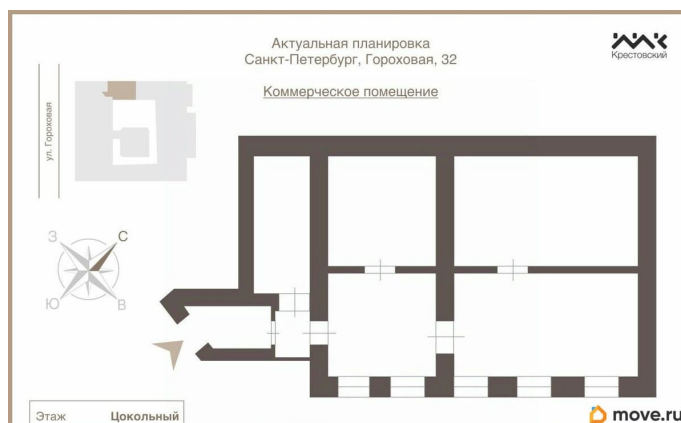 Актуальная планировка
Санкт-Петербург, Гороховая, 32
Коммерческое помещение
Крестовский
ул. Гороховая
З
С
Ю
В
Этаж Цокольный
move.ru